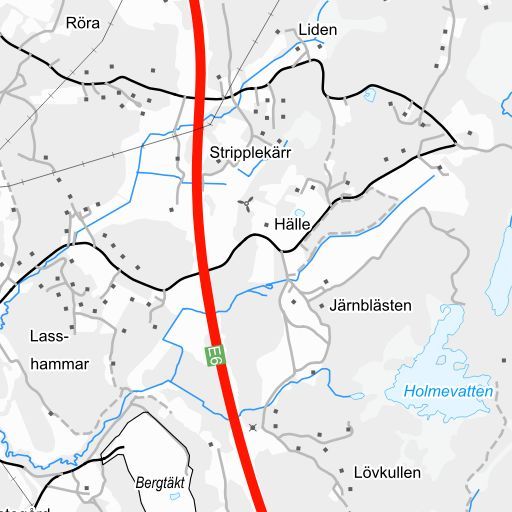 Röra
Liden
Stripplekärr
Hälle
Järnblästen
Lass-
hammar
E6
Holmevatten
Bergtäkt
Lövkullen